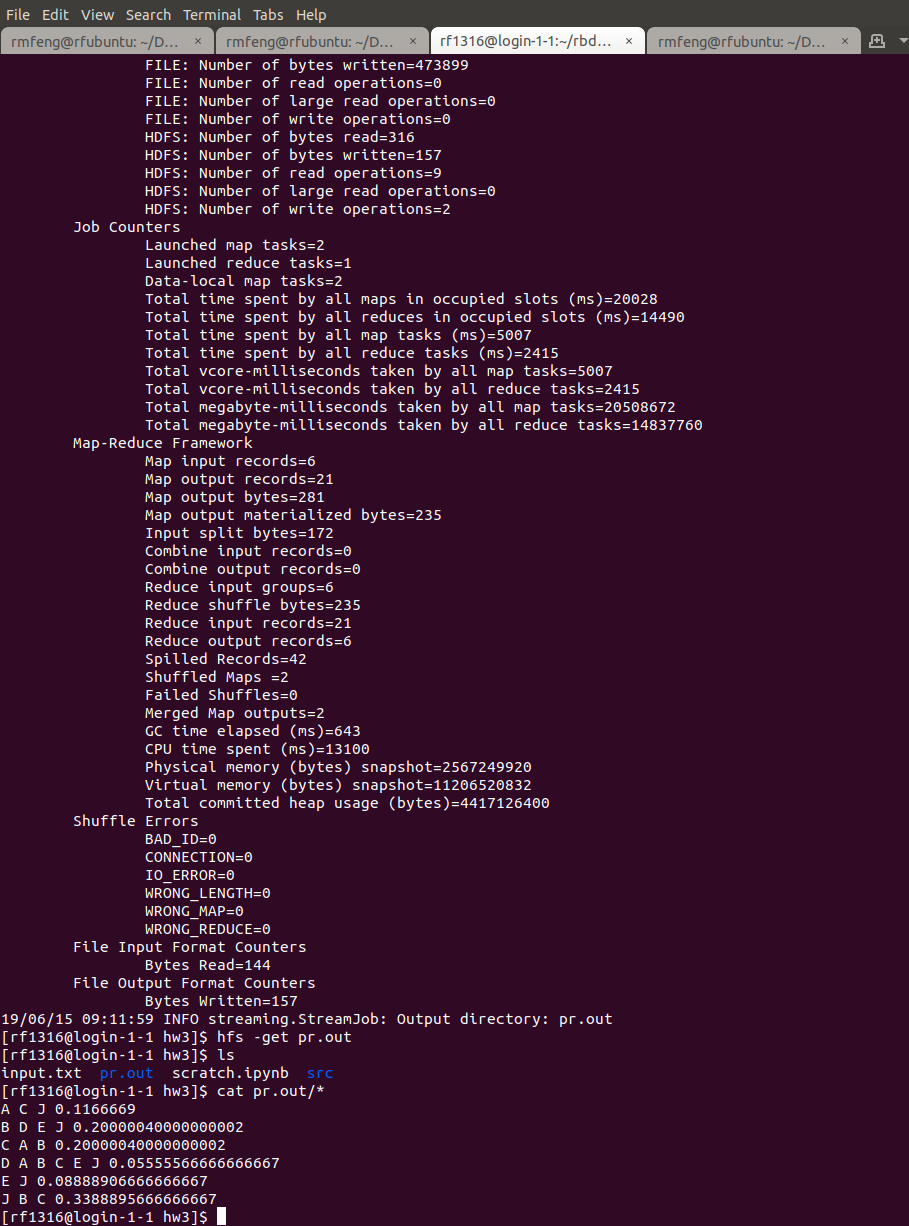 File Edit View Search Terminal Tabs Help
rmfeng@rfubuntu: ~/D... × rmfeng@rfubuntu: ~/D... × rf1316@login-1-1:~/rbd... × rmfeng@rfubuntu: ~/D... ×
FILE: Number of bytes written=473899
FILE: Number of read operations=0
FILE: Number of large read operations=0
FILE: Number of write operations=0
HDFS: Number of bytes read=316
HDFS: Number of bytes written=157
HDFS: Number of read operations=9
HDFS: Number of large read operations=0
HDFS: Number of write operations=2
Job Counters
Launched map tasks=2
Launched reduce tasks=1
Data-local map tasks=2
Total time spent by all maps in occupied slots (ms)=20028
Total time spent by all reduces in occupied slots (ms)=14490
Total time spent by all map tasks (ms)=5007
Total time spent by all reduce tasks (ms)=2415
Total vcore-milliseconds taken by all map tasks=5007
Total vcore-milliseconds taken by all reduce tasks=2415
Total megabyte-milliseconds taken by all map tasks=20508672
Total megabyte-milliseconds taken by all reduce tasks=14837760
Map-Reduce Framework
Map input records=6
Map output records=21
Map output bytes=281
Map output materialized bytes=235
Input split bytes=172
Combine input records=0
Combine output records=0
Reduce input groups=6
Reduce shuffle bytes=235
Reduce input records=21
Reduce output records=6
Spilled Records=42
Shuffled Maps =2
Failed Shuffles=0
Merged Map outputs=2
GC time elapsed (ms)=643
CPU time spent (ms)=13100
Physical memory (bytes) snapshot=2567249920
Virtual memory (bytes) snapshot=11206520832
Total committed heap usage (bytes)=4417126400
Shuffle Errors
BAD_ID=0
CONNECTION=0
IO_ERROR=0
WRONG_LENGTH=0
WRONG_MAP=0
WRONG_REDUCE=0
File Input Format Counters
Bytes Read=144
File Output Format Counters
Bytes Written=157
19/06/15 09:11:59 INFO streaming.StreamJob: Output directory: pr.out
[rf1316@login-1-1 hw3]$ hfs -get pr.out
[rf1316@login-1-1 hw3]$ ls
input.txt pr.out scratch.ipynb src
[rf1316@login-1-1 hw3]$ cat pr.out/*
A C J 0.1166669
B D E J 0.20000040000000002
C A B 0.20000040000000002
D A B C E J 0.05555566666666667
E J 0.08888906666666667
J B C 0.3388895666666667
[rf1316@login-1-1 hw3]$